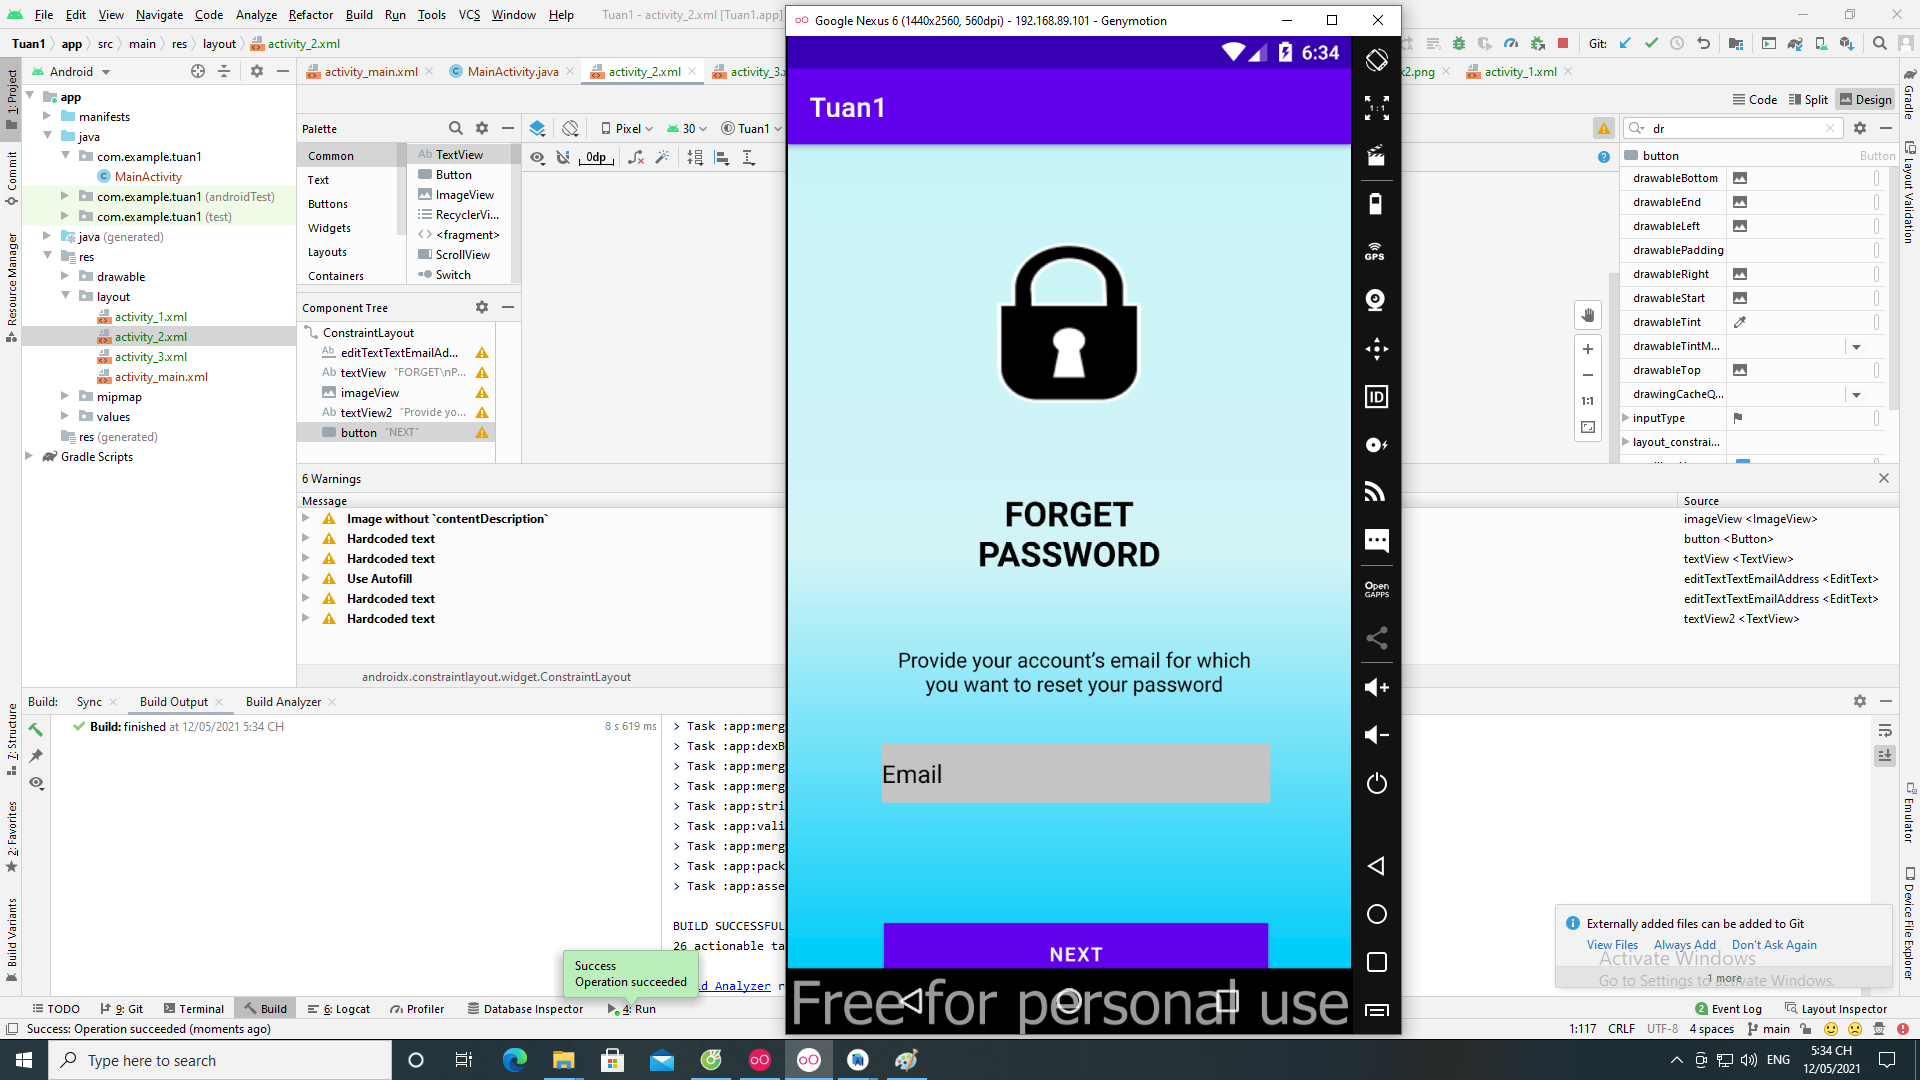 File Edit View Navigate Code Analyze Refactor Build Run Tools VCS Window Help Tuan1 - activity_2.xml [Tuan1.app]
Google Nexus 6 (1440x2560, 560dpi) - 192.168.89.101 - Genymotion
Tuan1 app src main res layout activity_2.xml
Git:
Android
activity_main.xml MainActivity.java activity_2.xml activity_3.x k2.png activity_1.xml
6:34
Tuan1
Code Split Design
Palette
Pixel 30 Tuan1
dr
Common
Text
Buttons
Widgets
Layouts
Containers
Ab TextView
Button
ImageView
RecyclerVi...
<fragment>
ScrollView
Switch
0dp
button Button
drawableBottom
drawableEnd
drawableLeft
drawablePadding
drawableRight
drawableStart
drawableTint
drawableTintM...
drawableTop
drawingCacheQ...
inputType
layout_constrai...
1:1
app
manifests
java
com.example.tuan1
MainActivity
com.example.tuan1 (androidTest)
com.example.tuan1 (test)
java (generated)
res
drawable
layout
activity_1.xml
activity_2.xml
activity_3.xml
activity_main.xml
mipmap
values
res (generated)
Gradle Scripts
Component Tree
ConstraintLayout
Ab editTextTextEmailAd...
Ab textView "FORGET\nP...
imageView
Ab textView2 "Provide yo...
button "NEXT"
6 Warnings
Message Source
Image without `contentDescription` imageView <ImageView>
Hardcoded text button <Button>
Hardcoded text textView <TextView>
Use Autofill editTextTextEmailAddress <EditText>
Hardcoded text editTextTextEmailAddress <EditText>
Hardcoded text textView2 <TextView>
androidx.constraintlayout.widget.ConstraintLayout
FORGET
PASSWORD
Provide your account's email for which
you want to reset your password
Email
NEXT
Free for personal use
1:1
GPS
ID
Open
GAPPS
Build: Sync Build Output Build Analyzer
Build: finished at 12/05/2021 5:34 CH 8 s 619 ms
> Task :app:merg
> Task :app:dexB
> Task :app:merg
> Task :app:merg
> Task :app:stri
> Task :app:vali
> Task :app:merg
> Task :app:pack
> Task :app:asse
BUILD SUCCESSFUL
26 actionable ta
Build Analyzer r
Success
Operation succeeded
Externally added files can be added to Git
View Files Always Add Don't Ask Again
1 more
Activate Windows
Go to Settings to activate Windows.
1: Project
Commit
Resource Manager
7: Structure
2: Favorites
Build Variants
Gradle
Layout Validation
Emulator
Device File Explorer
TODO 9: Git Terminal Build 6: Logcat Profiler Database Inspector 4: Run
2 Event Log Layout Inspector
Success: Operation succeeded (moments ago)
1:117 CRLF UTF-8 4 spaces main
Type here to search
ENG
5:34 CH
12/05/2021